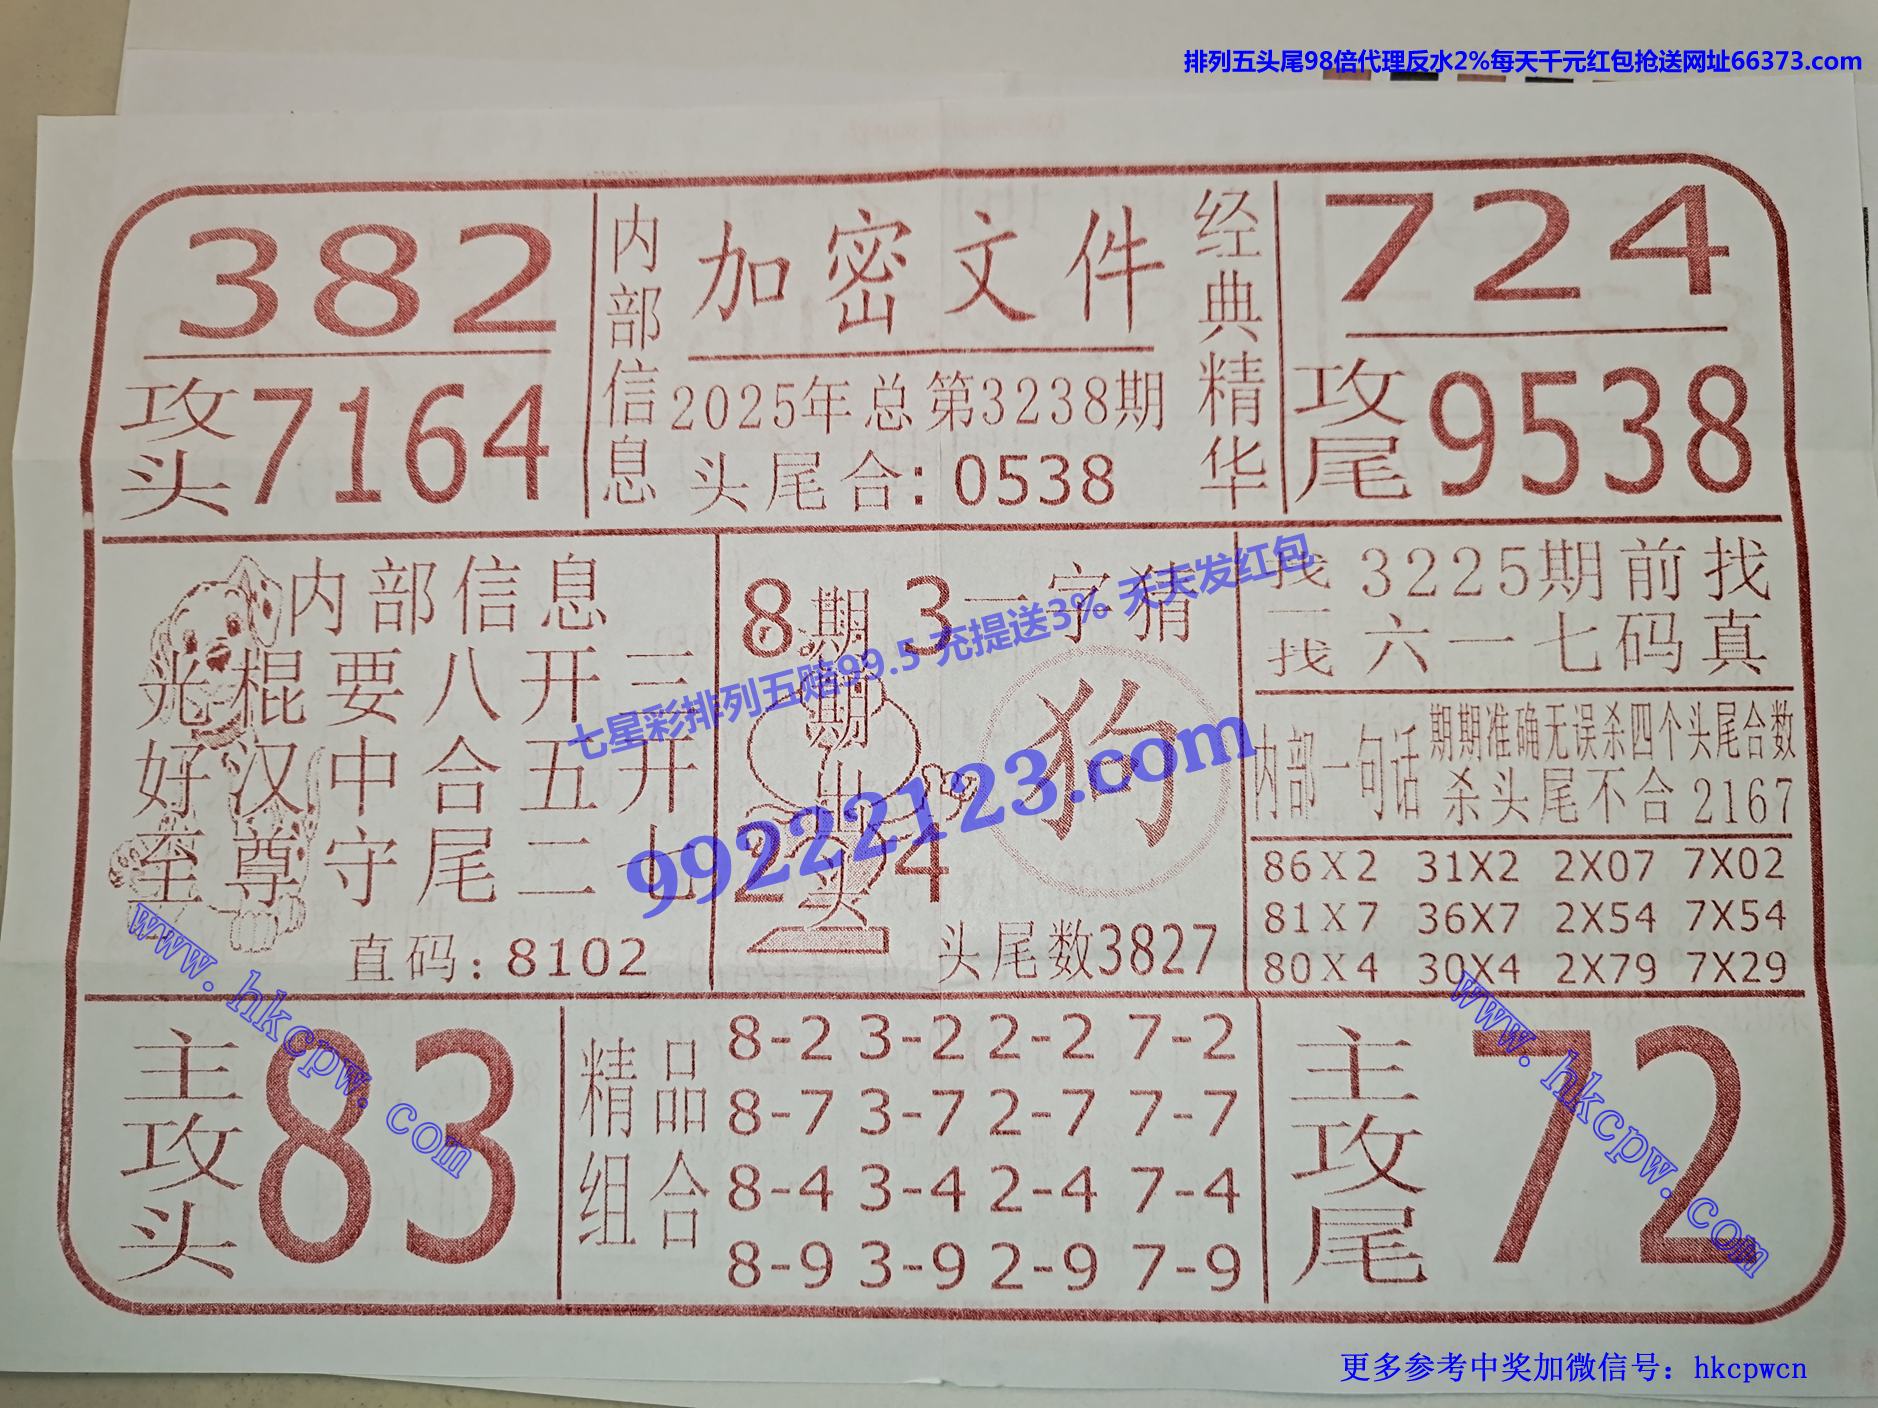 排列五头尾98倍代理反水2%每天千元红包抢送网址66373.com
382
攻头7164
内部信息
加密文件
2025年总第3238期
头尾合:0538
经典精华
724
攻尾9538
内部信息
光棍要八开三
好汉中合五开
至尊守尾二七
直码:8102
8 3
期期出头
2 4
一字猜
狗
头尾数3827
找一找
3225期前找
六一七码真
内部一句话
期期准确无误杀四个头尾合数
杀头尾不合2167
86X2 31X2 2X07 7X02
81X7 36X7 2X54 7X54
80X4 30X4 2X79 7X29
七星彩排列五赔99.5 充提送3% 天天发红包
99222123.com
www.hkcpw.com
www.hkcpw.com
主攻头
83
精品组合
8-2 3-2 2-2 7-2
8-7 3-7 2-7 7-7
8-4 3-4 2-4 7-4
8-9 3-9 2-9 7-9
主攻尾
72
更多参考中奖加微信号：hkcpwcn